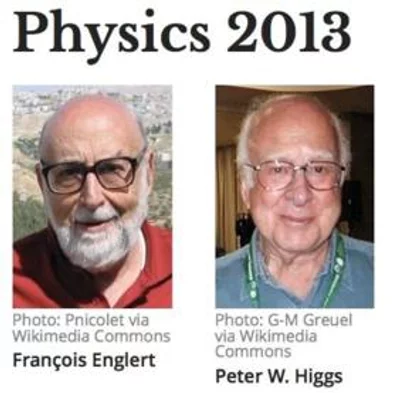 Physics 2013
Photo: Pnicolet via
Wikimedia Commons
François Englert
Photo: G-M Greuel
via Wikimedia
Commons
Peter W. Higgs